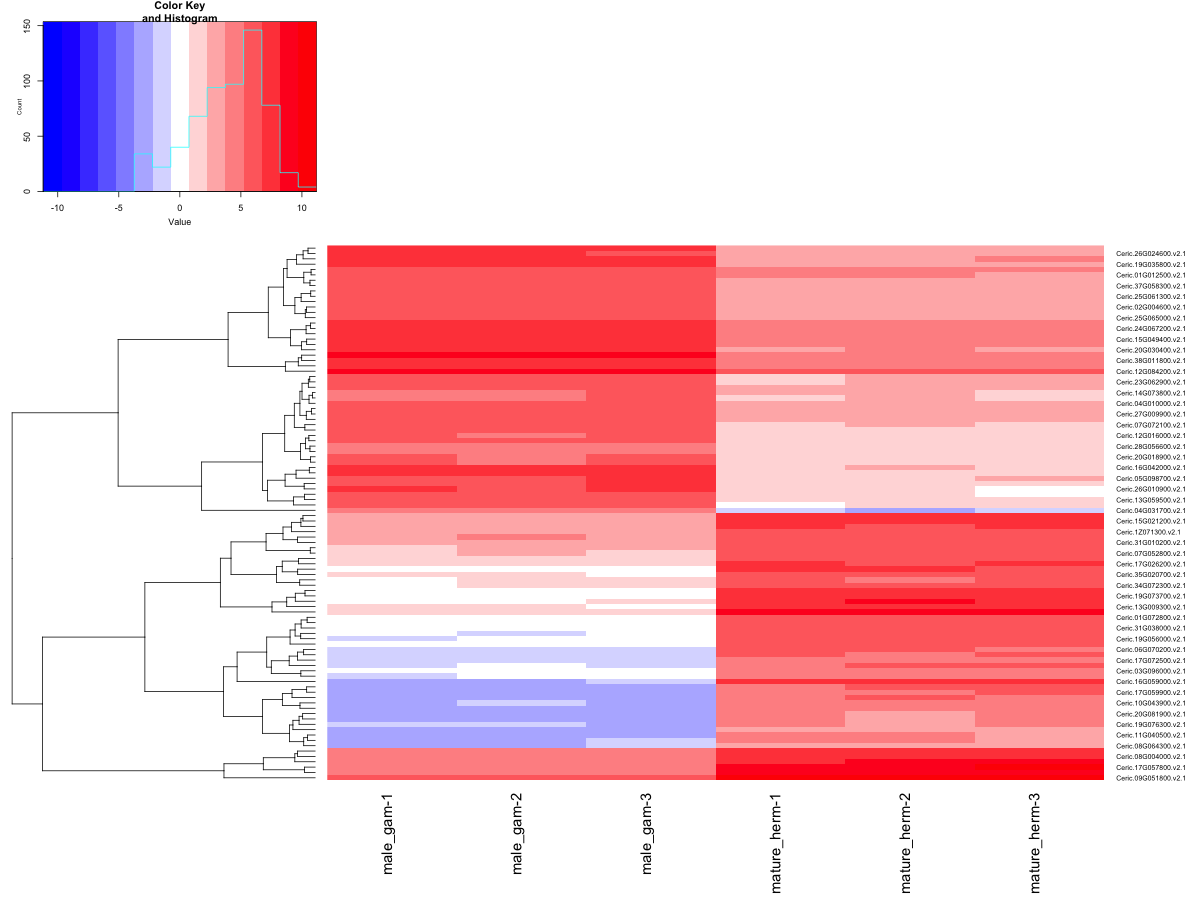 Color Key
and Histogram
150
100
50
0
Count
-10 -5 0 5 10
Value
Ceric.26G024600.v2.1
Ceric.19G035800.v2.1
Ceric.01G012500.v2.1
Ceric.37G058300.v2.1
Ceric.25G061300.v2.1
Ceric.02G004600.v2.1
Ceric.25G065000.v2.1
Ceric.24G067200.v2.1
Ceric.15G049400.v2.1
Ceric.20G030400.v2.1
Ceric.38G011800.v2.1
Ceric.12G084200.v2.1
Ceric.23G062900.v2.1
Ceric.14G073800.v2.1
Ceric.04G010000.v2.1
Ceric.27G009900.v2.1
Ceric.07G072100.v2.1
Ceric.12G016000.v2.1
Ceric.28G056600.v2.1
Ceric.20G018900.v2.1
Ceric.16G042000.v2.1
Ceric.05G098700.v2.1
Ceric.26G010900.v2.1
Ceric.13G059500.v2.1
Ceric.04G031700.v2.1
Ceric.15G021200.v2.1
Ceric.1Z071300.v2.1
Ceric.31G010200.v2.1
Ceric.07G052800.v2.1
Ceric.17G026200.v2.1
Ceric.35G020700.v2.1
Ceric.34G072300.v2.1
Ceric.19G073700.v2.1
Ceric.13G009300.v2.1
Ceric.01G072800.v2.1
Ceric.31G038000.v2.1
Ceric.19G056000.v2.1
Ceric.06G070200.v2.1
Ceric.17G072500.v2.1
Ceric.03G096000.v2.1
Ceric.16G059000.v2.1
Ceric.17G059900.v2.1
Ceric.10G043900.v2.1
Ceric.20G081900.v2.1
Ceric.19G076300.v2.1
Ceric.11G040500.v2.1
Ceric.08G064300.v2.1
Ceric.08G004000.v2.1
Ceric.17G057800.v2.1
Ceric.09G051800.v2.1
male_gam-1
male_gam-2
male_gam-3
mature_herm-1
mature_herm-2
mature_herm-3